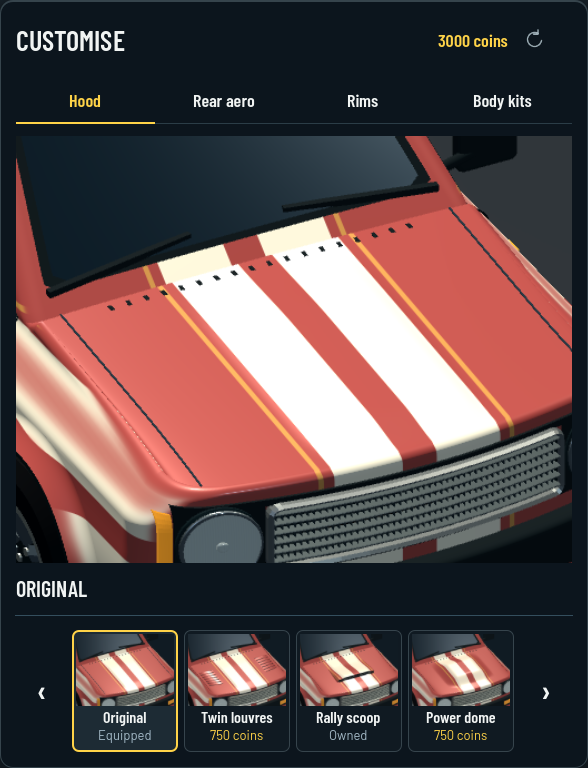 CUSTOMISE
3000 coins
Hood
Rear aero
Rims
Body kits
ORIGINAL
‹
Original
Equipped
Twin louvres
750 coins
Rally scoop
Owned
Power dome
750 coins
›